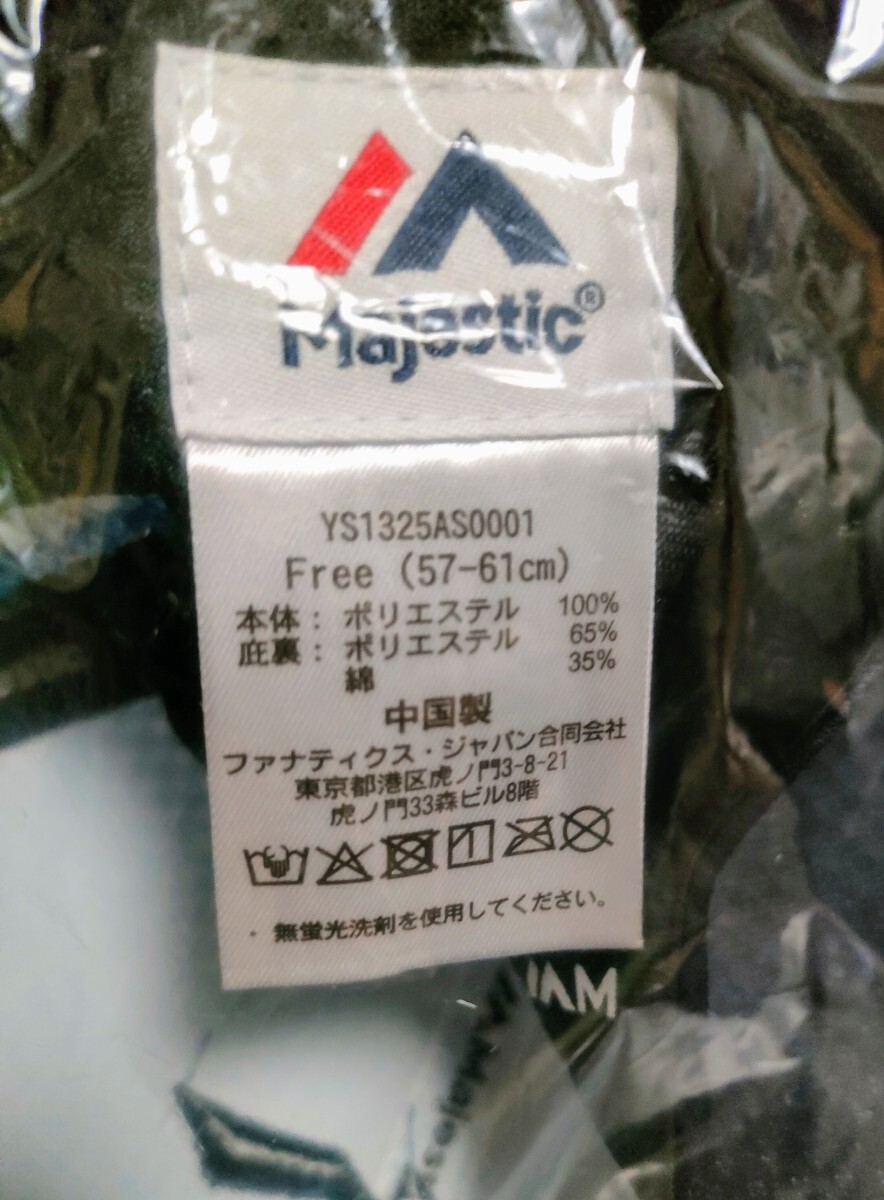 Majestic®
YS1325AS0001
Free (57-61cm)
本体： ポリエステル 100%
庇裏： ポリエステル 65%
綿 35%
中国製
ファナティクス・ジャパン合同会社
東京都港区虎ノ門3-8-21
虎ノ門33森ビル8階
・ 無蛍光洗剤を使用してください。